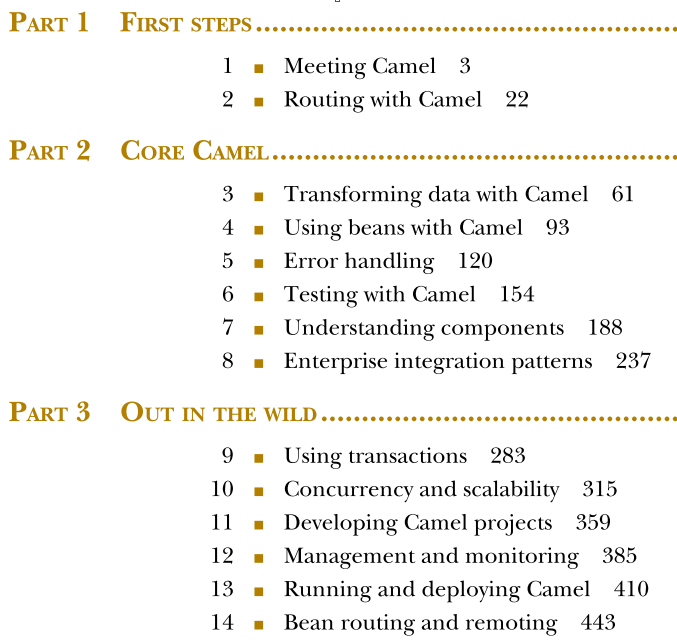 PART 1 FIRST STEPS....................................................
1 ■ Meeting Camel 3
2 ■ Routing with Camel 22
PART 2 CORE CAMEL..................................................
3 ■ Transforming data with Camel 61
4 ■ Using beans with Camel 93
5 ■ Error handling 120
6 ■ Testing with Camel 154
7 ■ Understanding components 188
8 ■ Enterprise integration patterns 237
PART 3 OUT IN THE WILD............................................
9 ■ Using transactions 283
10 ■ Concurrency and scalability 315
11 ■ Developing Camel projects 359
12 ■ Management and monitoring 385
13 ■ Running and deploying Camel 410
14 ■ Bean routing and remoting 443